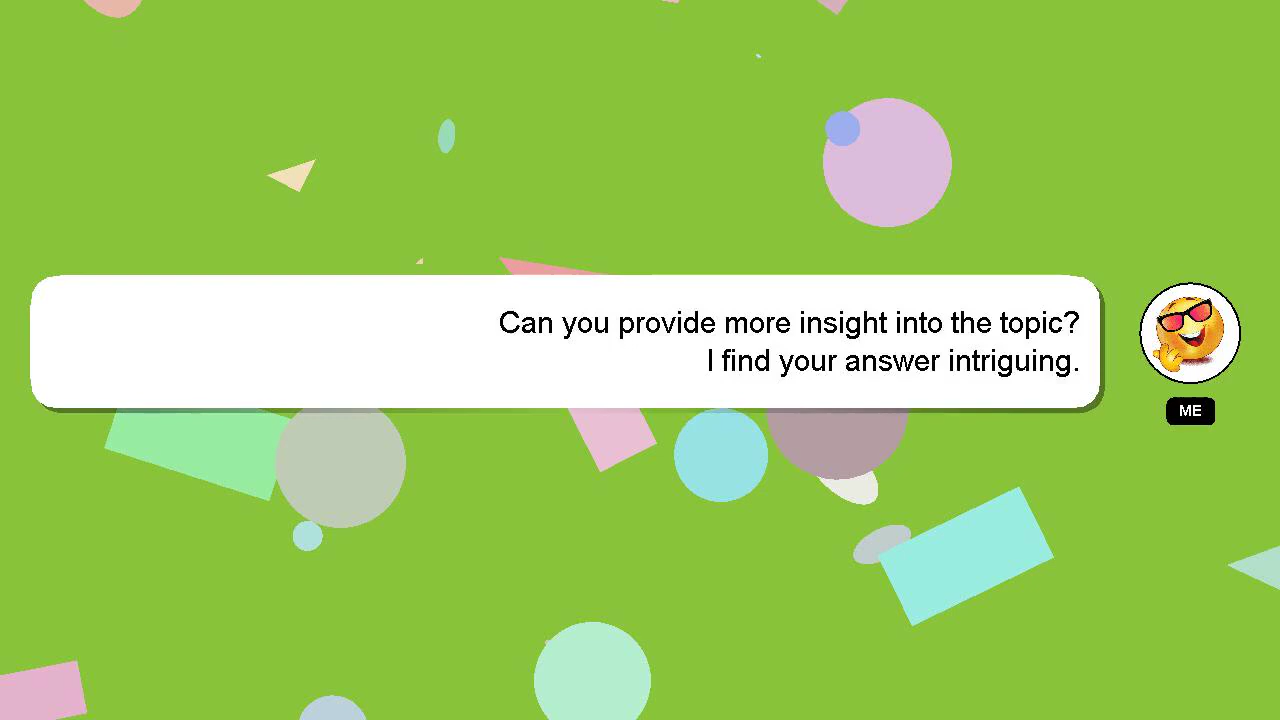 Can you provide more insight into the topic?
I find your answer intriguing.
ME